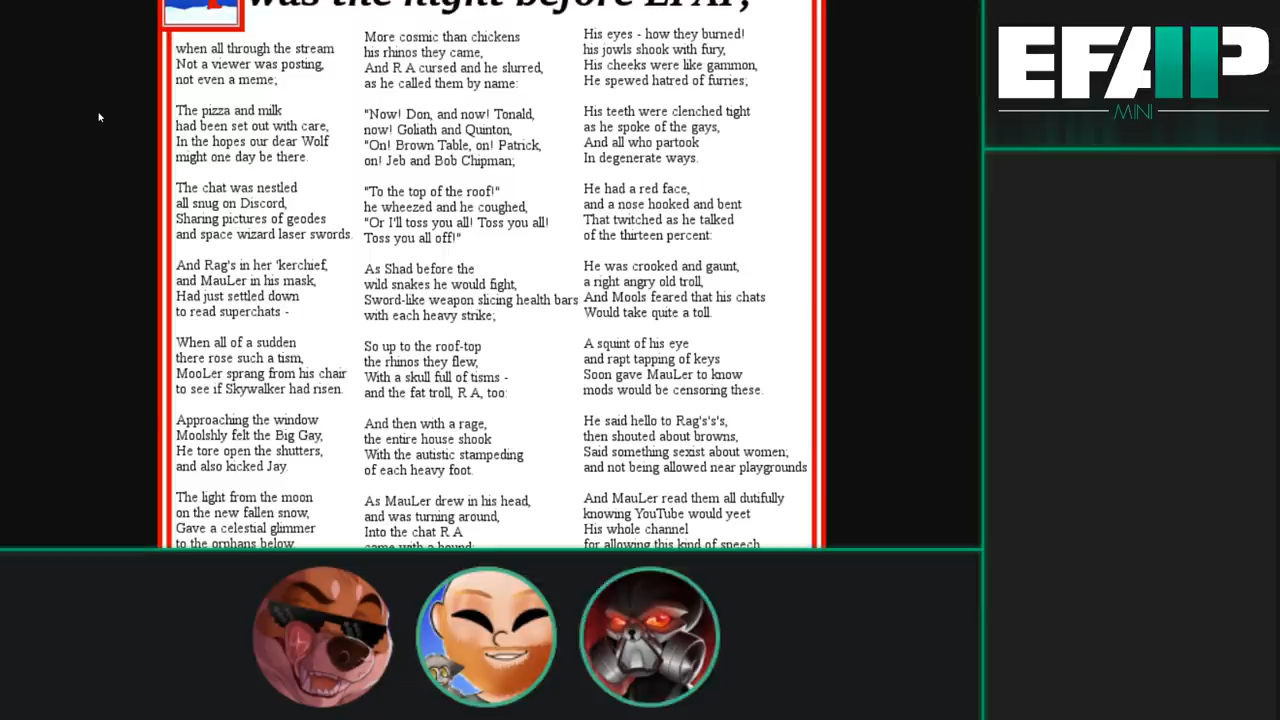 was the night before EFAP,
when all through the stream
Not a viewer was posting,
not even a meme;
The pizza and milk
had been set out with care,
In the hopes our dear Wolf
might one day be there.
The chat was nestled
all snug on Discord,
Sharing pictures of geodes
and space wizard laser swords.
And Rag's in her 'kerchief,
and MauLer in his mask,
Had just settled down
to read superchats -
When all of a sudden
there rose such a tism,
MooLer sprang from his chair
to see if Skywalker had risen.
Approaching the window
Moolshly felt the Big Gay,
He tore open the shutters,
and also kicked Jay.
The light from the moon
on the new fallen snow,
Gave a celestial glimmer
to the orphans below
More cosmic than chickens
his rhinos they came,
And R A cursed and he slurred,
as he called them by name:
"Now! Don, and now! Tonald,
now! Goliath and Quinton,
"On! Brown Table, on! Patrick,
on! Jeb and Bob Chipman;
"To the top of the roof!"
he wheezed and he coughed,
"Or I'll toss you all! Toss you all!
Toss you all off!"
As Shad before the
wild snakes he would fight,
Sword-like weapon slicing health bars
with each heavy strike;
So up to the roof-top
the rhinos they flew,
With a skull full of tisms -
and the fat troll, R A, too:
And then with a rage,
the entire house shook
With the autistic stampeding
of each heavy foot.
As MauLer drew in his head,
and was turning around,
Into the chat R A
came with a bound;
His eyes - how they burned!
his jowls shook with fury,
His cheeks were like gammon,
He spewed hatred of furries;
His teeth were clenched tight
as he spoke of the gays,
And all who partook
In degenerate ways.
He had a red face,
and a nose hooked and bent
That twitched as he talked
of the thirteen percent:
He was crooked and gaunt,
a right angry old troll,
And Mools feared that his chats
Would take quite a toll.
A squint of his eye
and rapt tapping of keys
Soon gave MauLer to know
mods would be censoring these.
He said hello to Rag's's's,
then shouted about browns,
Said something sexist about women;
and not being allowed near playgrounds
And MauLer read them all dutifully
knowing YouTube would yeet
His whole channel
for allowing this kind of speech
EFAP
MINI